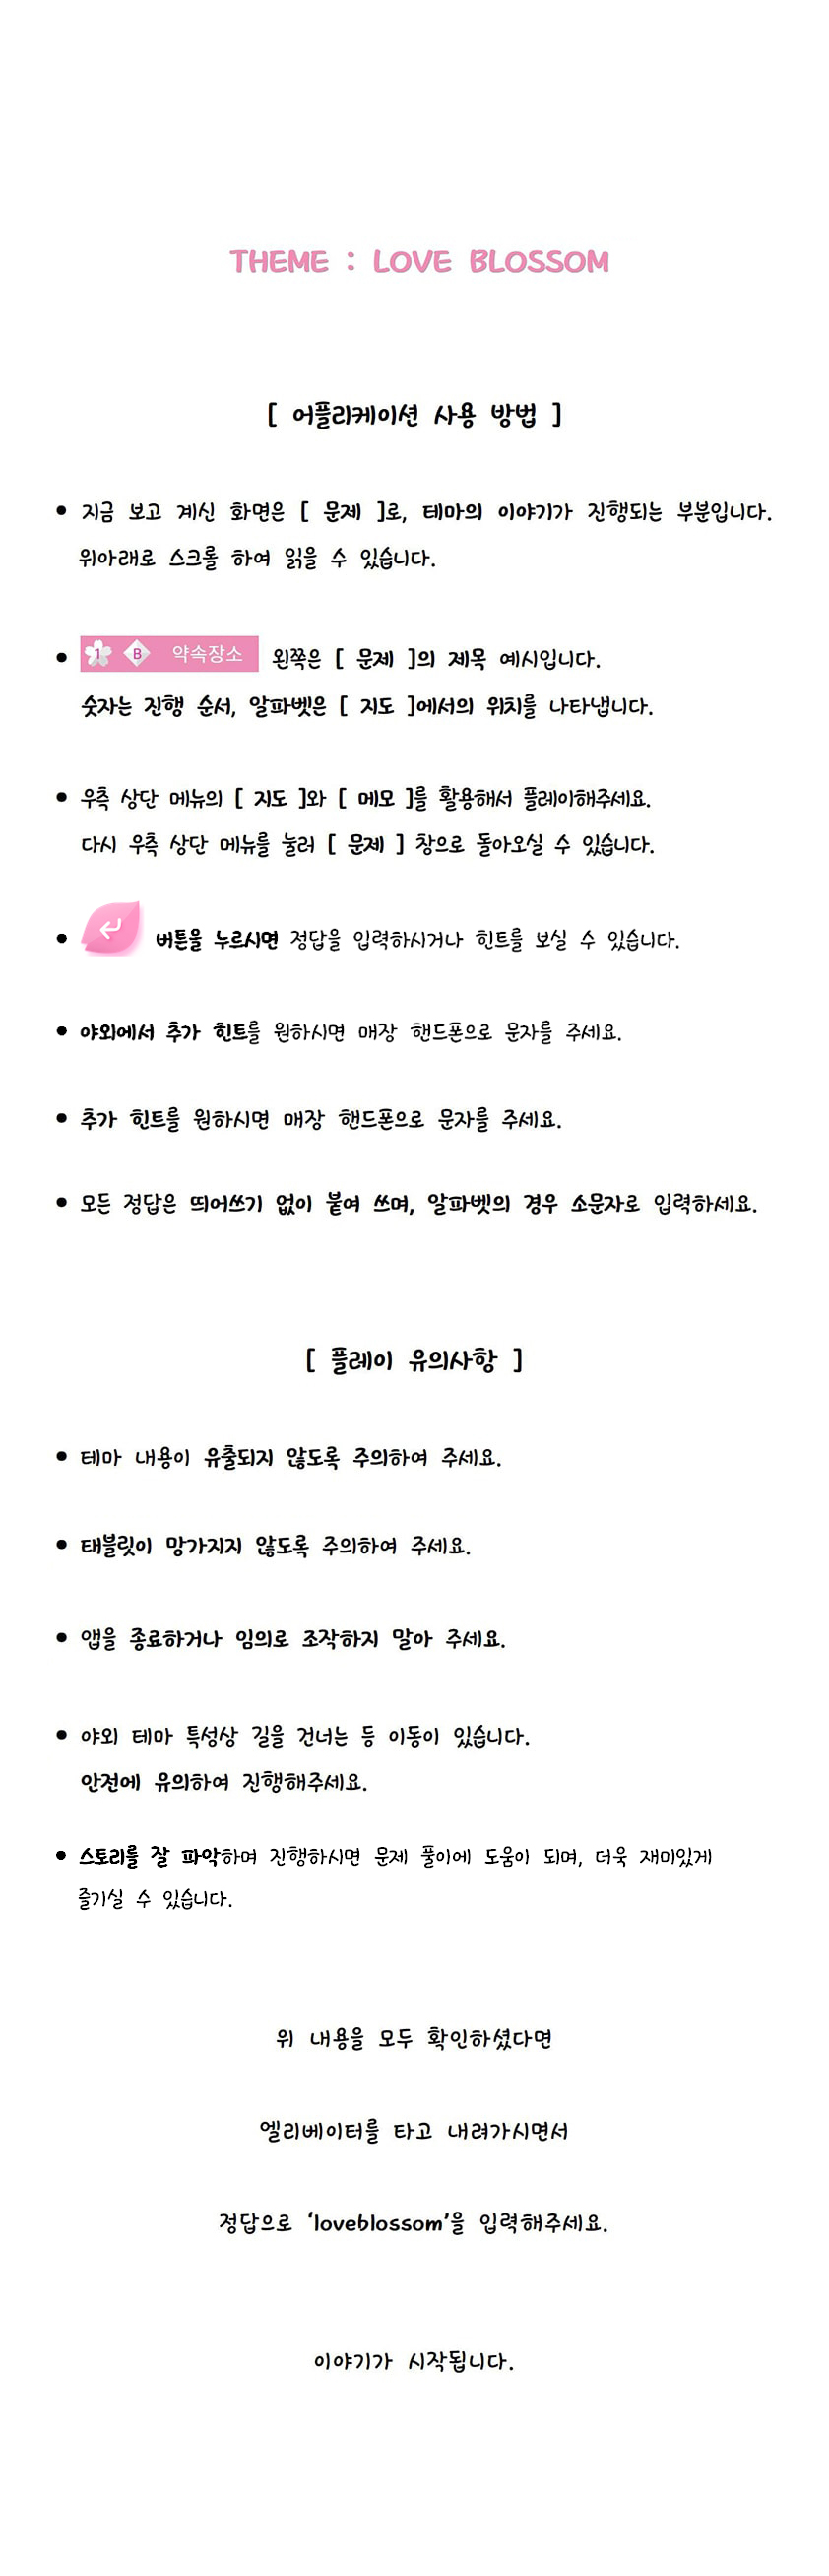 THEME : LOVE BLOSSOM
[ 어플리케이션 사용 방법 ]
• 지금 보고 계신 화면은 [ 문제 ]로, 테마의 이야기가 진행되는 부분입니다.
위아래로 스크롤 하여 읽을 수 있습니다.
• 1 B 약속장소 왼쪽은 [ 문제 ]의 제목 예시입니다.
숫자는 진행 순서, 알파벳은 [ 지도 ]에서의 위치를 나타냅니다.
• 우측 상단 메뉴의 [ 지도 ]와 [ 메모 ]를 활용해서 플레이해주세요.
다시 우측 상단 메뉴를 눌러 [ 문제 ] 창으로 돌아오실 수 있습니다.
• 버튼을 누르시면 정답을 입력하시거나 힌트를 보실 수 있습니다.
• 야외에서 추가 힌트를 원하시면 매장 핸드폰으로 문자를 주세요.
• 추가 힌트를 원하시면 매장 핸드폰으로 문자를 주세요.
• 모든 정답은 띄어쓰기 없이 붙여 쓰며, 알파벳의 경우 소문자로 입력하세요.
[ 플레이 유의사항 ]
• 테마 내용이 유출되지 않도록 주의하여 주세요.
• 태블릿이 망가지지 않도록 주의하여 주세요.
• 앱을 종료하거나 임의로 조작하지 말아 주세요.
• 야외 테마 특성상 길을 건너는 등 이동이 있습니다.
안전에 유의하여 진행해주세요.
• 스토리를 잘 파악하며 진행하시면 문제 풀이에 도움이 되며, 더욱 재미있게
즐기실 수 있습니다.
위 내용을 모두 확인하셨다면
엘리베이터를 타고 내려가시면서
정답으로 ‘loveblossom’을 입력해주세요.
이야기가 시작됩니다.